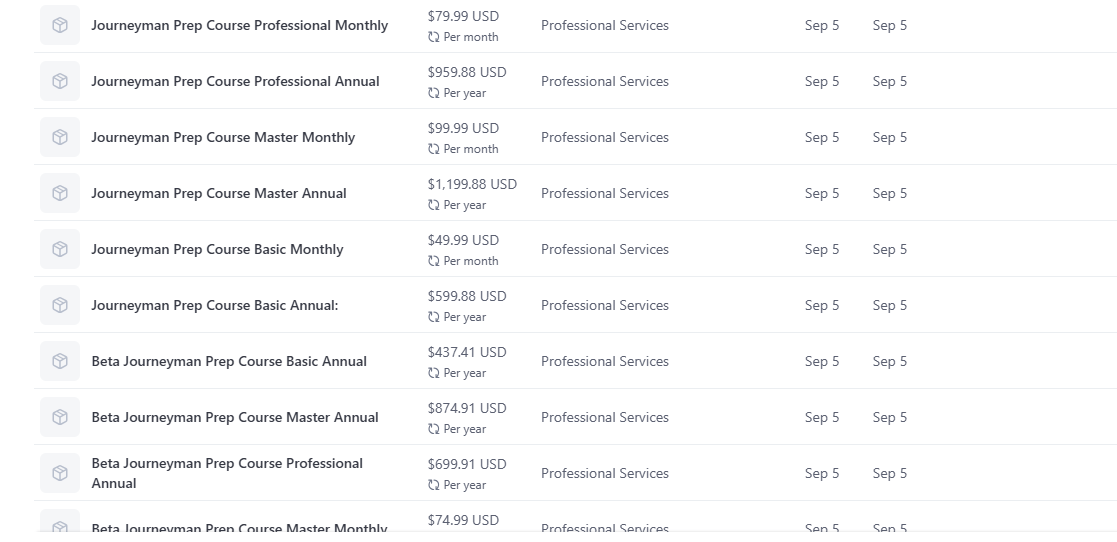 Journeyman Prep Course Professional Monthly $79.99 USD Per month Professional Services Sep 5 Sep 5
Journeyman Prep Course Professional Annual $959.88 USD Per year Professional Services Sep 5 Sep 5
Journeyman Prep Course Master Monthly $99.99 USD Per month Professional Services Sep 5 Sep 5
Journeyman Prep Course Master Annual $1,199.88 USD Per year Professional Services Sep 5 Sep 5
Journeyman Prep Course Basic Monthly $49.99 USD Per month Professional Services Sep 5 Sep 5
Journeyman Prep Course Basic Annual: $599.88 USD Per year Professional Services Sep 5 Sep 5
Beta Journeyman Prep Course Basic Annual $437.41 USD Per year Professional Services Sep 5 Sep 5
Beta Journeyman Prep Course Master Annual $874.91 USD Per year Professional Services Sep 5 Sep 5
Beta Journeyman Prep Course Professional Annual $699.91 USD Per year Professional Services Sep 5 Sep 5
Beta Journeyman Prep Course Master Monthly $74.99 USD Professional Services Sep 5 Sep 5